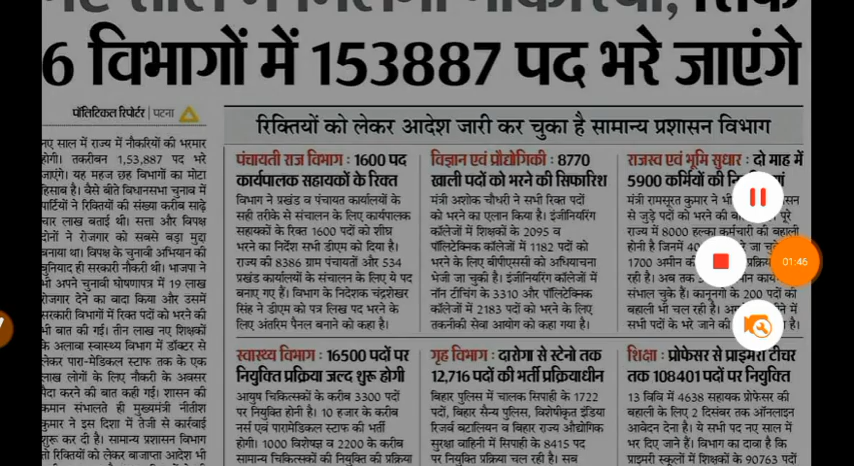 6 विभागों में 153887 पद भरे जाएंगे
पॉलिटिकल रिपोर्टर | पटना
नए साल में राज्य में नौकरियों की भरमार
होगी। तकरीबन 1,53,887 पद भरे
जाएंगे। यह महज छह विभागों का मोटा
हिसाब है। वैसे बीते विधानसभा चुनाव में
पार्टियों ने रिक्तियों की संख्या करीब साढ़े
चार लाख बताई थी। सत्ता और विपक्ष
दोनों ने रोजगार को सबसे बड़ा मुद्दा
बनाया था। विपक्ष के चुनावी अभियान की
बुनियाद ही सरकारी नौकरी थी। भाजपा ने
भी अपने चुनावी घोषणापत्र में 19 लाख
रोजगार देने का वादा किया और उसमें
सरकारी विभागों में रिक्त पदों को भरने की
भी बात की गई। तीन लाख नए शिक्षकों
के अलावा स्वास्थ्य विभाग में डॉक्टर से
लेकर पारा-मेडिकल स्टाफ तक के एक
लाख लोगों के लिए नौकरी के अवसर
पैदा करने की बात कही गई। शासन की
कमान संभालते ही मुख्यमंत्री नीतीश
कुमार ने इस दिशा में तेजी से कार्रवाई
शुरू कर दी है। सामान्य प्रशासन विभाग
तो रिक्तियों को लेकर बाजाप्ता आदेश भी
रिक्तियों को लेकर आदेश जारी कर चुका है सामान्य प्रशासन विभाग
पंचायती राज विभाग : 1600 पद
कार्यपालक सहायकों के रिक्त
विभाग ने प्रखंड व पंचायत कार्यालयों के
सही तरीके से संचालन के लिए कार्यपालक
सहायकों के रिक्त 1600 पदों को शीघ्र
भरने का निर्देश सभी डीएम को दिया है।
राज्य की 8386 ग्राम पंचायतों और 534
प्रखंड कार्यालयों के संचालन के लिए ये पद
बनाए गए हैं। विभाग के निदेशक चंद्रशेखर
सिंह ने डीएम को पत्र लिख पद भरने के
लिए अंतरिम पैनल बनाने को कहा है।
विज्ञान एवं प्रौद्योगिकी : 8770
खाली पदों को भरने की सिफारिश
मंत्री अशोक चौधरी ने सभी रिक्त पदों
को भरने का एलान किया है। इंजीनियरिंग
कॉलेजों में शिक्षकों के 2095 व
पॉलिटेक्निक कॉलेजों में 1182 पदों को
भरने के लिए बीपीएससी को अधियाचना
भेजी जा चुकी है। इंजीनियरिंग कॉलेजों में
नॉन टीचिंग के 3310 और पॉलिटेक्निक
कॉलेजों में 2183 पदों को भरने के लिए
तकनीकी सेवा आयोग को कहा गया है।
राजस्व एवं भूमि सुधार : दो माह में
5900 कर्मियों की
मंत्री रामसूरत कुमार ने भी
से जुड़े पदों को भरने की पूरे
राज्य में 8000 हल्का कर्मचारी की बहाली
होनी है जिनमें
1700 अमीन की
रही है। अब तक
संभाल चुके हैं। कानूनगो के 200 पदों की
बहाली भी चल रही है। में
सभी पदों के भरे जाने की है।
01:46
स्वास्थ्य विभाग : 16500 पदों पर
नियुक्ति प्रक्रिया जल्द शुरू होगी
आयुष चिकित्सकों के करीब 3300 पदों
पर नियुक्ति होनी है। 10 हजार के करीब
नर्स एवं पारामेडिकल स्टाफ की भर्ती
होगी। 1000 विशेषज्ञ व 2200 के करीब
सामान्य चिकित्सकों की नियुक्ति की प्रक्रिया
गृह विभाग : दारोगा से स्टेनो तक
12,716 पदों की भर्ती प्रक्रियाधीन
बिहार पुलिस में चालक सिपाही के 1722
पदों, बिहार सैन्य पुलिस, विशेषीकृत इंडिया
रिजर्व बटालियन व बिहार राज्य औद्योगिक
सुरक्षा वाहिनी में सिपाही के 8415 पद
पर नियुक्ति प्रक्रिया चल रही है। सब
शिक्षा : प्रोफेसर से प्राइमरी टीचर
तक 108401 पदों पर नियुक्ति
13 विवि में 4638 सहायक प्रोफेसर की
बहाली के लिए 2 दिसंबर तक ऑनलाइन
आवेदन देना है। ये सभी पद नए साल में
भर दिए जाने हैं। विभाग का दावा है कि
प्राइमरी स्कूलों में शिक्षकों के 90763 पदों